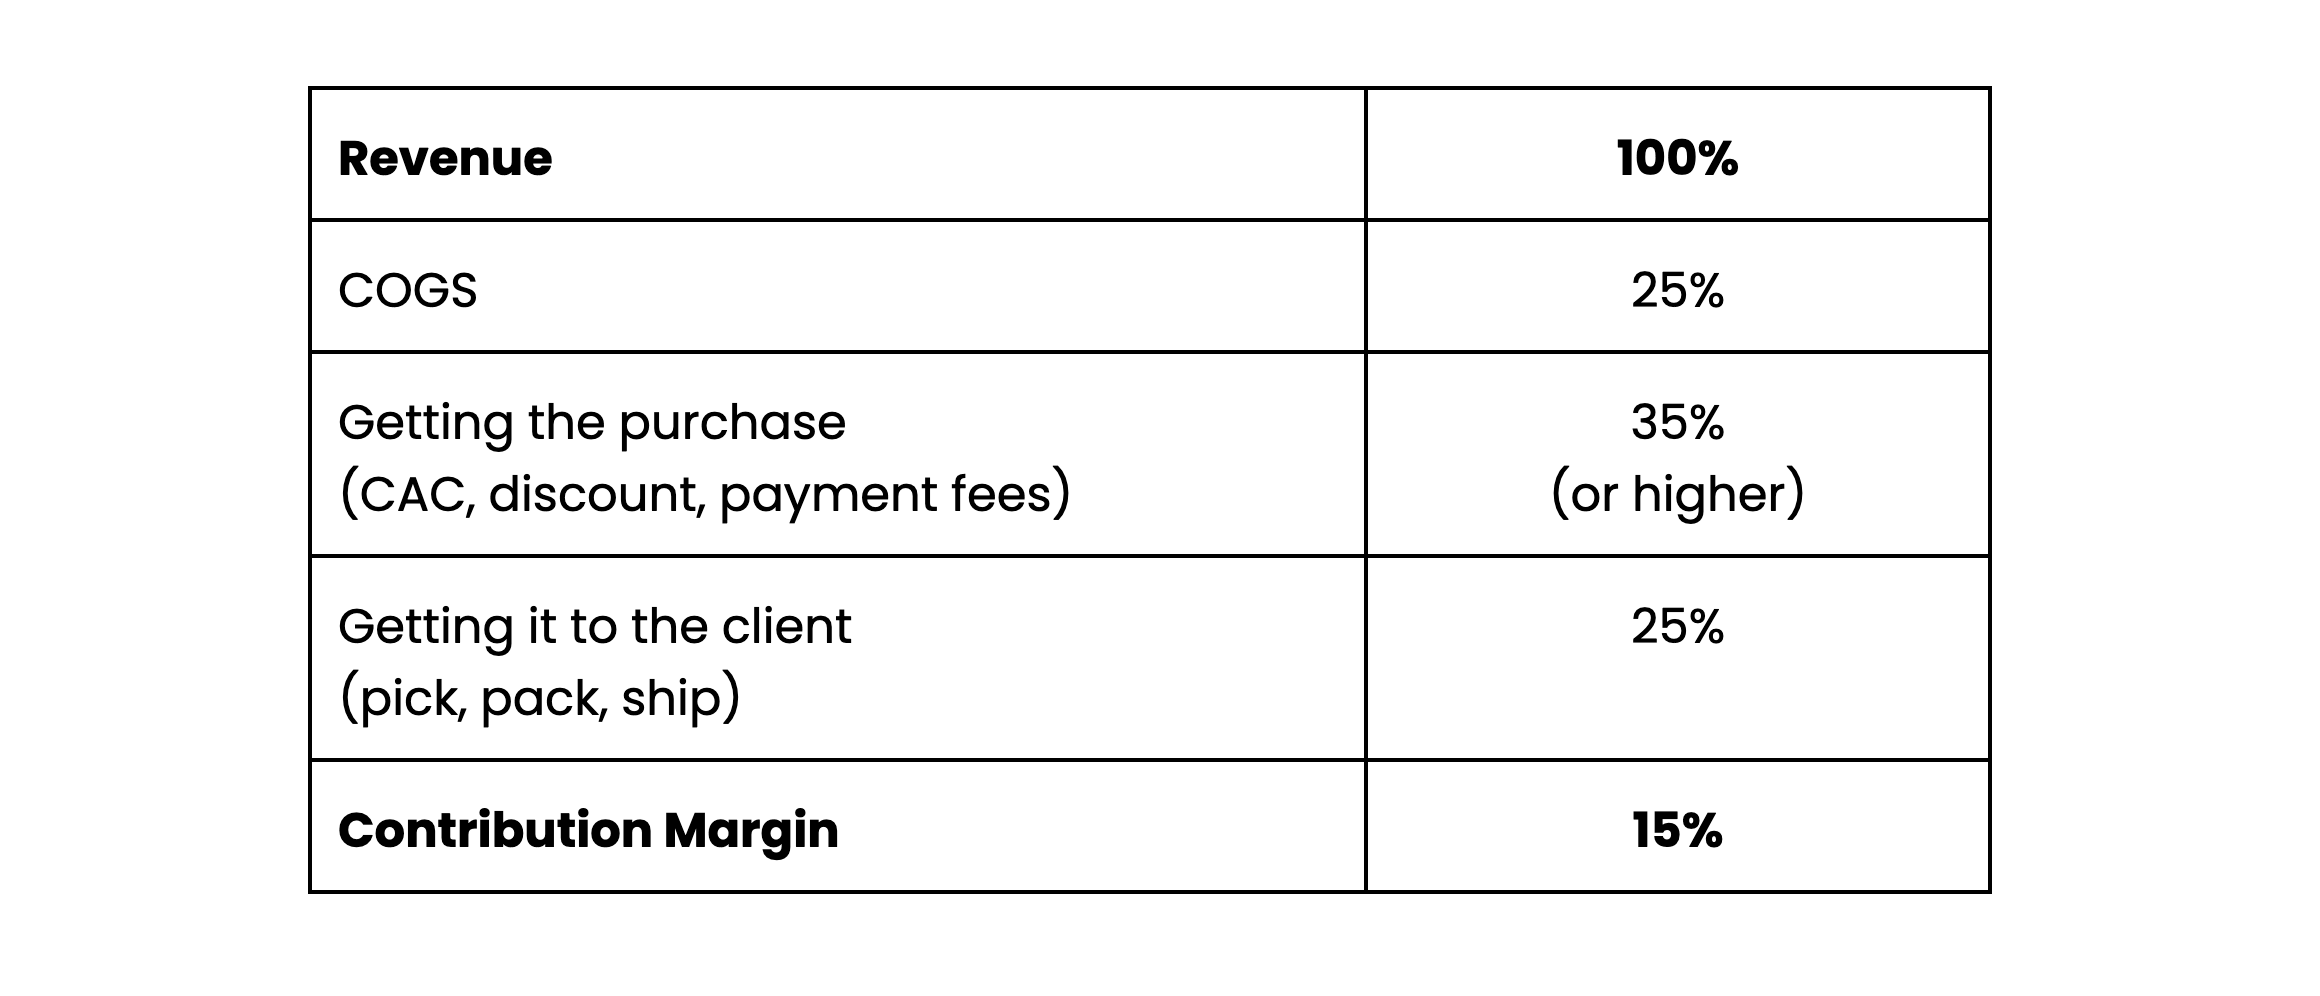 Revenue 100%
COGS 25%
Getting the purchase 35%
(CAC, discount, payment fees) (or higher)
Getting it to the client 25%
(pick, pack, ship)
Contribution Margin 15%